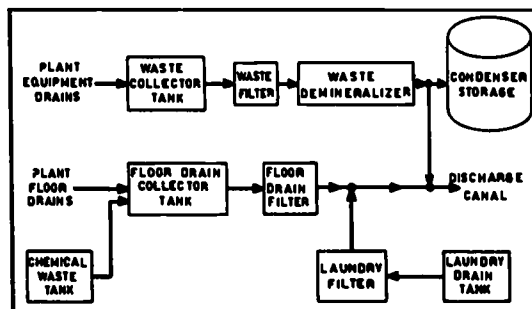 PLANT
EQUIPMENT
DRAINS
WASTE
COLLECTOR
TANK
WASTE
FILTER
WASTE
DEMINERALIZER
CONDENSER
STORAGE
PLANT
FLOOR
DRAINS
FLOOR DRAIN
COLLECTOR
TANK
FLOOR
DRAIN
FILTER
DISCHARGE
CANAL
CHEMICAL
WASTE
TANK
LAUNDRY
FILTER
LAUNDRY
DRAIN
TANK